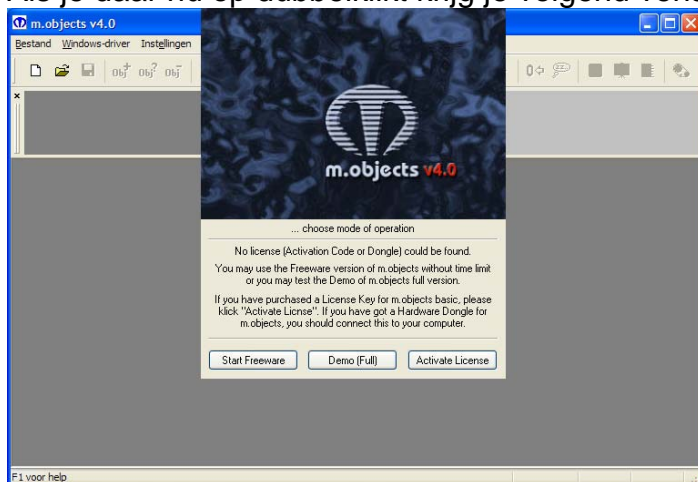 m.objects v4.0
Bestand Windows-driver Instellingen
m.objects v4.0
... choose mode of operation
No license (Activation Code or Dongle) could be found.
You may use the Freeware version of m.objects without time limit
or you may test the Demo of m.objects full version.
If you have purchased a License Key for m.objects basic, please
klick "Activate Licnse". If you have got a Hardware Dongle for
m.objects, you should connect this to your computer.
Start Freeware Demo (Full) Activate License
F1 voor help